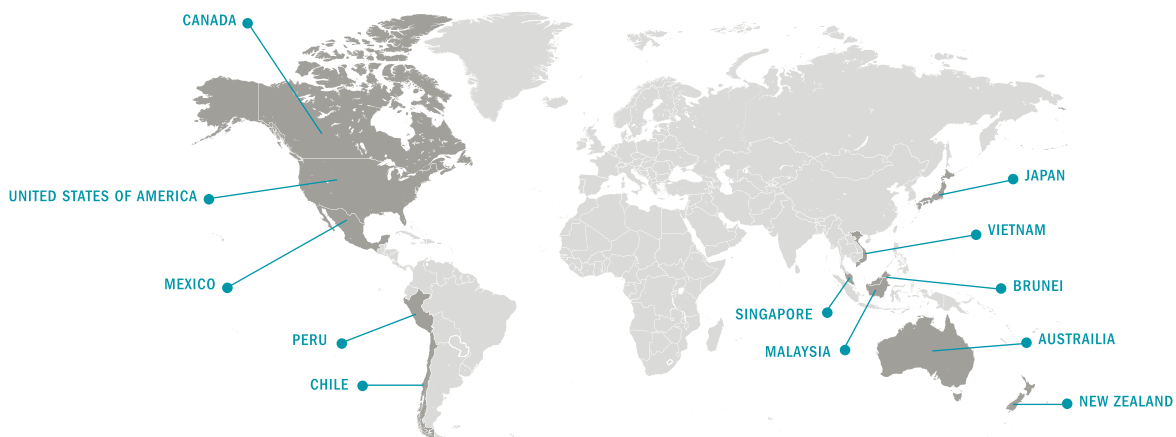 CANADA
UNITED STATES OF AMERICA
MEXICO
PERU
CHILE
JAPAN
VIETNAM
BRUNEI
SINGAPORE
MALAYSIA
AUSTRAILIA
NEW ZEALAND